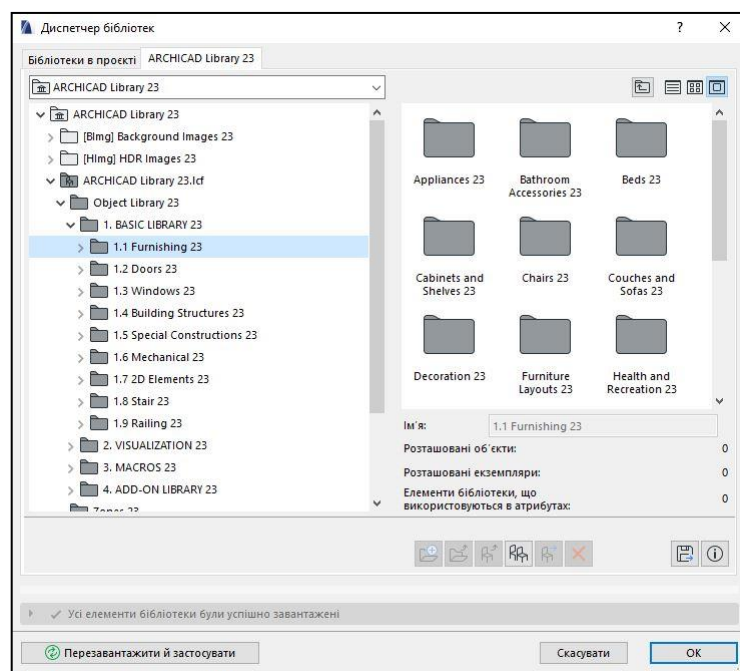 Диспетчер бібліотек
Бібліотеки в проєкті
ARCHICAD Library 23
ARCHICAD Library 23
ARCHICAD Library 23
[BImg] Background Images 23
[HImg] HDR Images 23
ARCHICAD Library 23.lcf
Object Library 23
1. BASIC LIBRARY 23
1.1 Furnishing 23
1.2 Doors 23
1.3 Windows 23
1.4 Building Structures 23
1.5 Special Constructions 23
1.6 Mechanical 23
1.7 2D Elements 23
1.8 Stair 23
1.9 Railing 23
2. VISUALIZATION 23
3. MACROS 23
4. ADD-ON LIBRARY 23
Zones 23
Appliances 23
Bathroom
Accessories 23
Beds 23
Cabinets and
Shelves 23
Chairs 23
Couches and
Sofas 23
Decoration 23
Furniture
Layouts 23
Health and
Recreation 23
Ім´я: 1.1 Furnishing 23
Розташовані об´єкти: 0
Розташовані екземпляри: 0
Елементи бібліотеки, що
використовуються в атрибутах: 0
Усі елементи бібліотеки були успішно завантажені
Перезавантажити й застосувати
Скасувати
OK